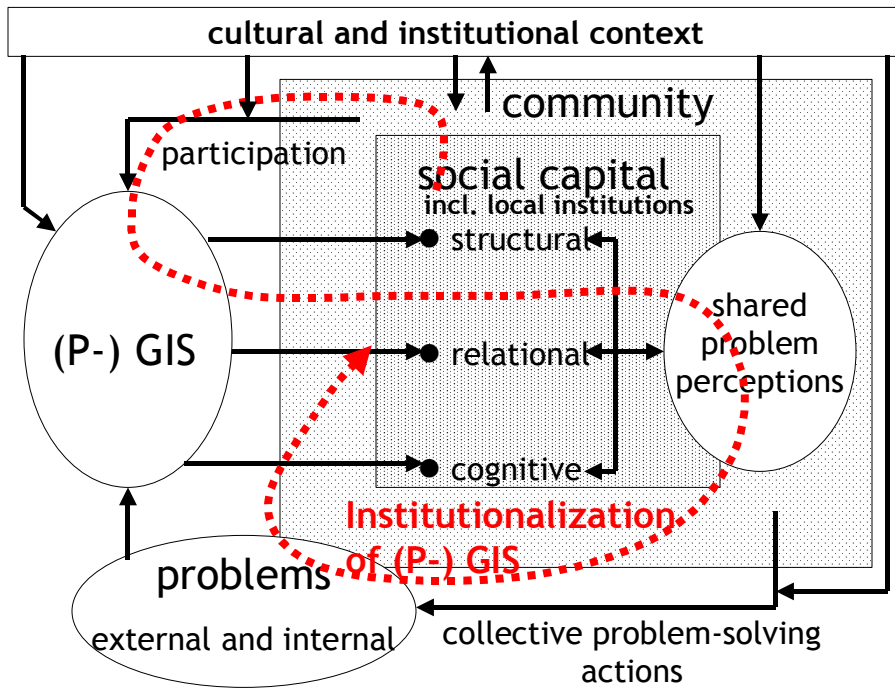 cultural and institutional context
community
participation
social capital
incl. local institutions
structural
(P-) GIS
relational
shared
problem
perceptions
cognitive
Institutionalization
of (P-) GIS
problems
external and internal
collective problem-solving
actions